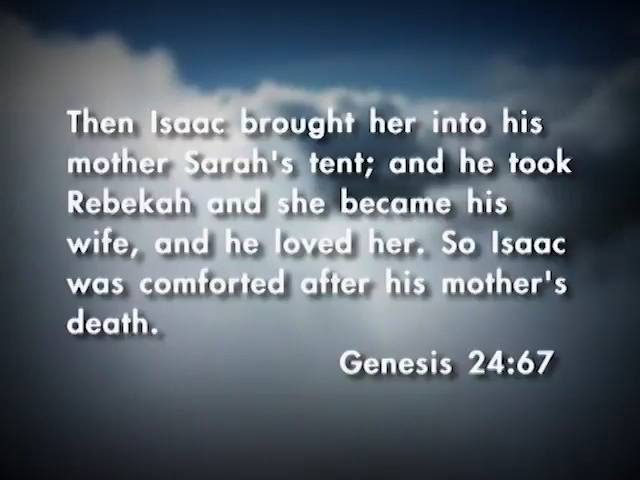 Then Isaac brought her into his
mother Sarah's tent; and he took
Rebekah and she became his
wife, and he loved her. So Isaac
was comforted after his mother's
death.
Genesis 24:67